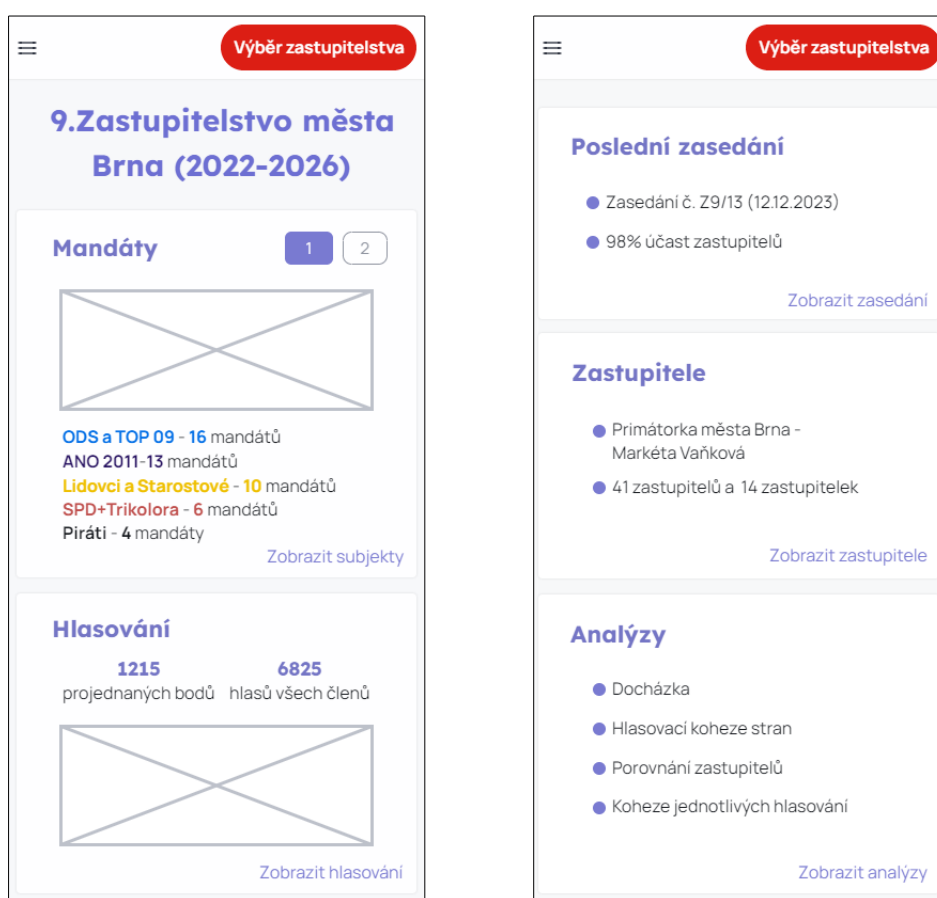 Výběr zastupitelstva
9.Zastupitelstvo města
Brna (2022-2026)
Mandáty
1
2
ODS a TOP 09 - 16 mandátů
ANO 2011-13 mandátů
Lidovci a Starostové - 10 mandátů
SPD+Trikolora - 6 mandátů
Piráti - 4 mandáty
Zobrazit subjekty
Hlasování
1215
projednaných bodů
6825
hlasů všech členů
Zobrazit hlasování
Výběr zastupitelstva
Poslední zasedání
Zasedání č. Z9/13 (12.12.2023)
98% účast zastupitelů
Zobrazit zasedání
Zastupitele
Primátorka města Brna -
Markéta Vaňková
41 zastupitelů a 14 zastupitelek
Zobrazit zastupitele
Analýzy
Docházka
Hlasovací koheze stran
Porovnání zastupitelů
Koheze jednotlivých hlasování
Zobrazit analýzy